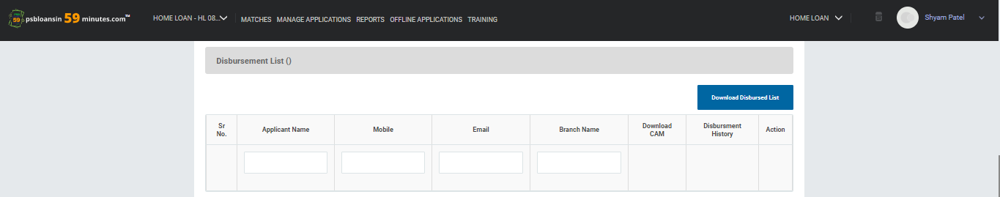 psbloansin 59 minutes.com™ HOME LOAN - HL 08... MATCHES MANAGE APPLICATIONS REPORTS OFFLINE APPLICATIONS TRAINING HOME LOAN Shyam Patel
Disbursement List ()
Download Disbursed List
Sr No. Applicant Name Mobile Email Branch Name Download CAM Disbursment History Action